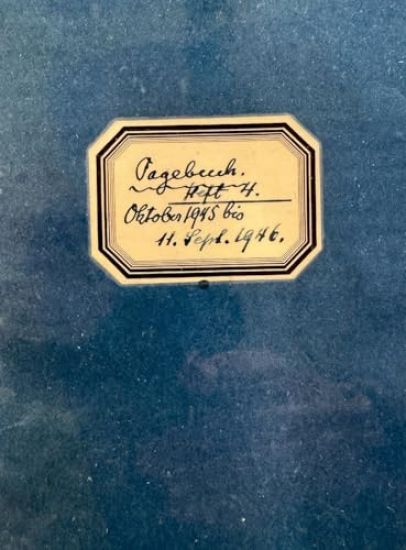 Tagebuch.
Heft 4.
Oktober 1945 bis
11. Sept. 1946.